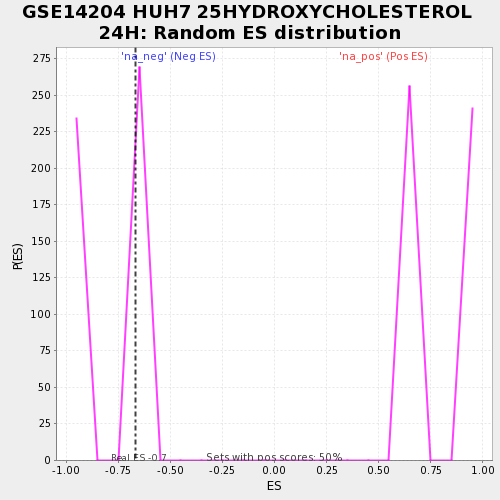 GSE14204 HUH7 25HYDROXYCHOLESTEROL
24H: Random ES distribution
'na_neg' (Neg ES)
'na_pos' (Pos ES)
275
250
225
200
175
150
125
100
75
50
25
0
P(ES)
Real ES -0.7
Sets with pos scores: 50%
-1.00
-0.75
-0.50
-0.25
0.00
0.25
0.50
0.75
1.00
ES